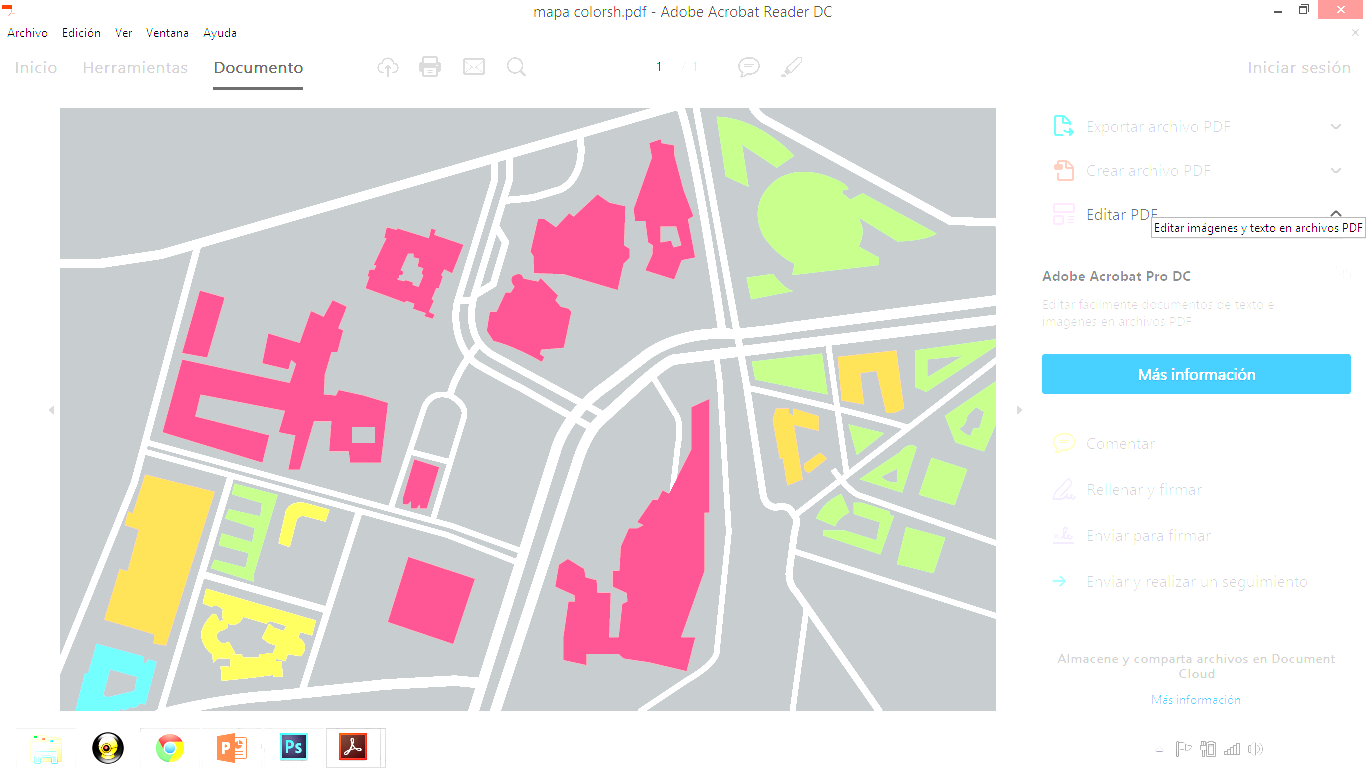 mapa colorsh.pdf - Adobe Acrobat Reader DC
Archivo Edición Ver Ventana Ayuda
Inicio Herramientas Documento 1 / 1 Iniciar sesión
Exportar archivo PDF
Crear archivo PDF
Editar PDF
Editar imágenes y texto en archivos PDF
Adobe Acrobat Pro DC
Editar fácilmente documentos de texto e
imágenes en archivos PDF
Más información
Comentar
Rellenar y firmar
Enviar para firmar
Enviar y realizar un seguimiento
Almacene y comparta archivos en Document
Cloud
Más información
Ps